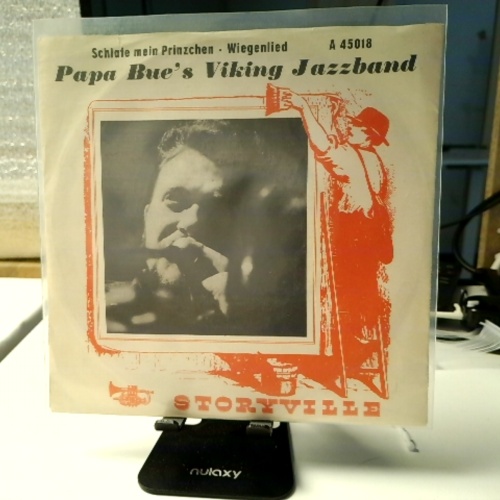 Schlafe mein Prinzchen · Wiegenlied A 45018
Papa Bue's Viking Jazzband
STORYVILLE
nulaxy